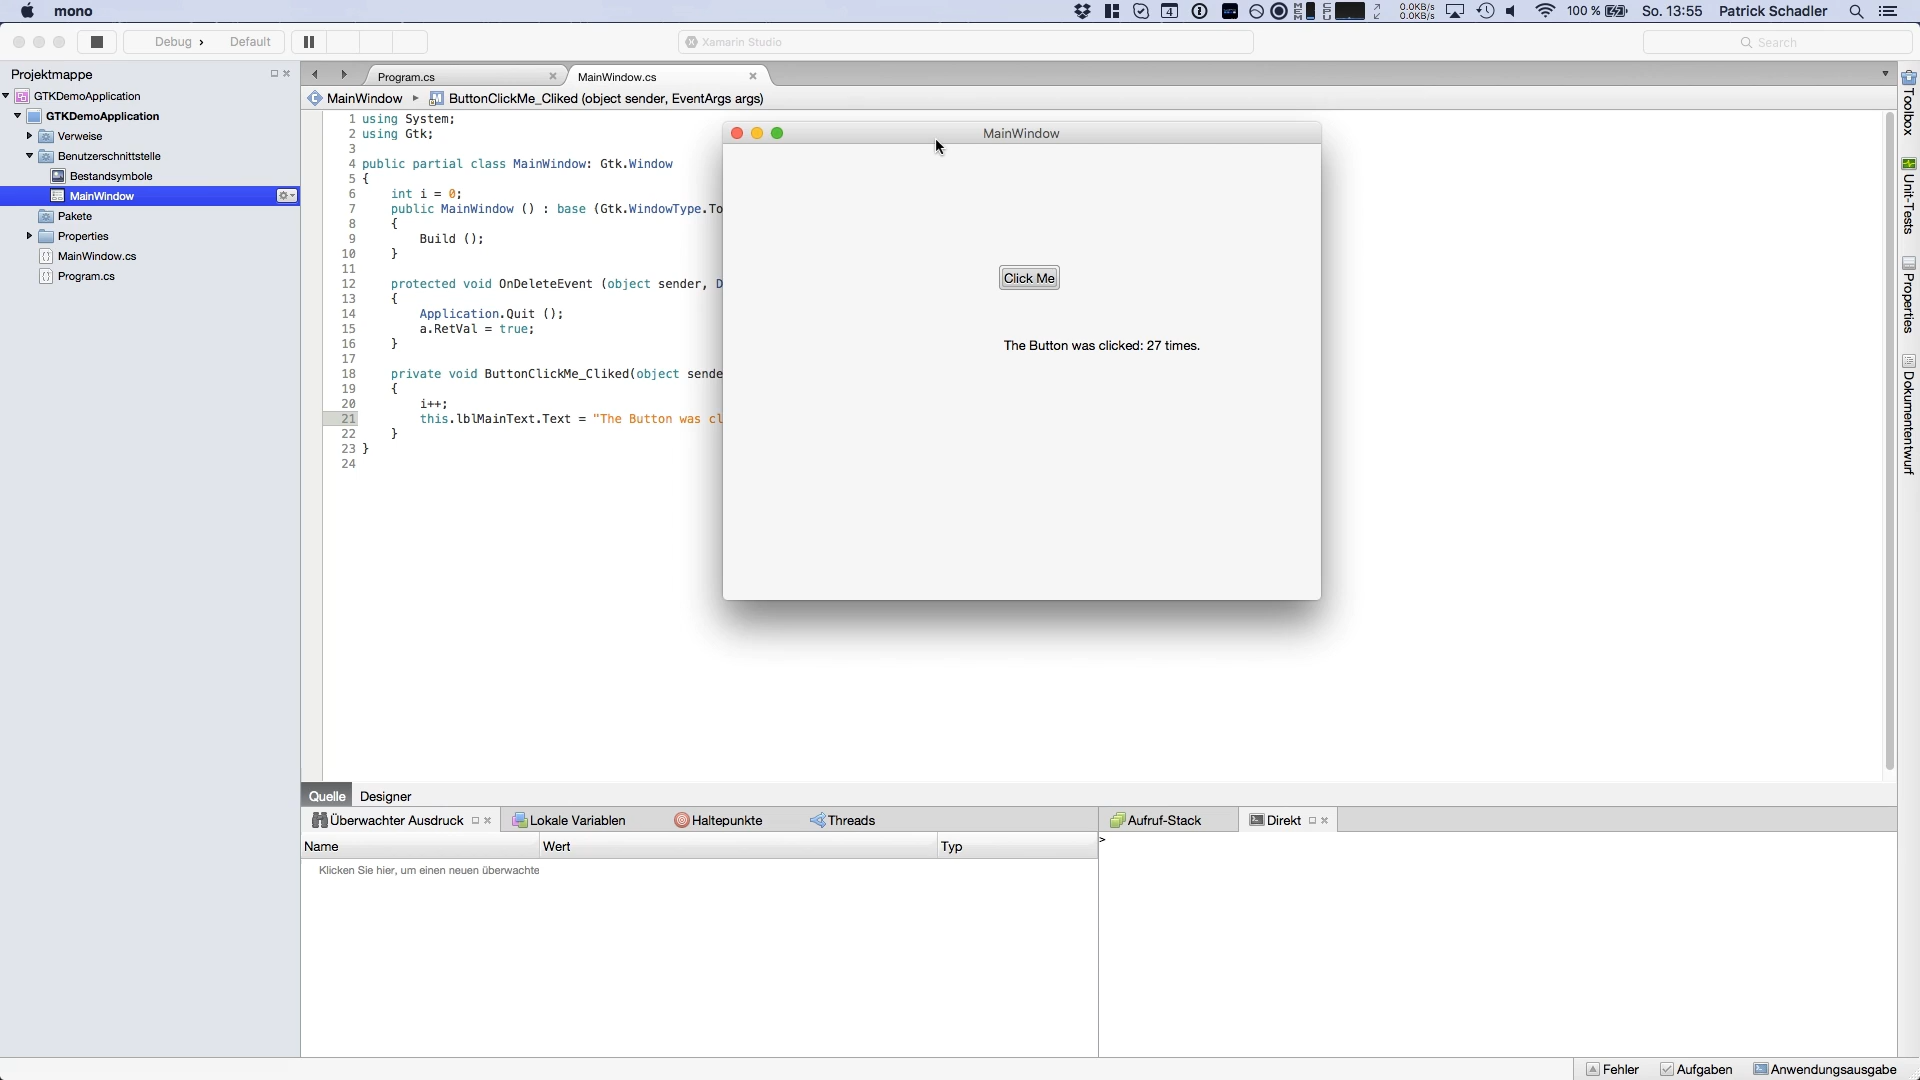 mono
MEM
CPU
0.0KB/s
0.0KB/s
100 %
So. 13:55
Patrick Schadler
Debug
Default
Xamarin Studio
Search
Projektmappe
GTKDemoApplication
GTKDemoApplication
Verweise
Benutzerschnittstelle
Bestandsymbole
MainWindow
Pakete
Properties
MainWindow.cs
Program.cs
Program.cs
MainWindow.cs
MainWindow
ButtonClickMe_Cliked (object sender, EventArgs args)
1 using System;
2 using Gtk;
3
4 public partial class MainWindow: Gtk.Window
5 {
6 int i = 0;
7 public MainWindow () : base (Gtk.WindowType.To
8 {
9 Build ();
10 }
11
12 protected void OnDeleteEvent (object sender, D
13 {
14 Application.Quit ();
15 a.RetVal = true;
16 }
17
18 private void ButtonClickMe_Cliked(object sende
19 {
20 i++;
21 this.lblMainText.Text = "The Button was cl
22 }
23 }
24
MainWindow
Click Me
The Button was clicked: 27 times.
Toolbox
Unit-Tests
Properties
Dokumententwurf
Quelle
Designer
Überwachter Ausdruck
Lokale Variablen
Haltepunkte
Threads
Name
Wert
Typ
Klicken Sie hier, um einen neuen überwachte
Aufruf-Stack
Direkt
>
Fehler
Aufgaben
Anwendungsausgabe